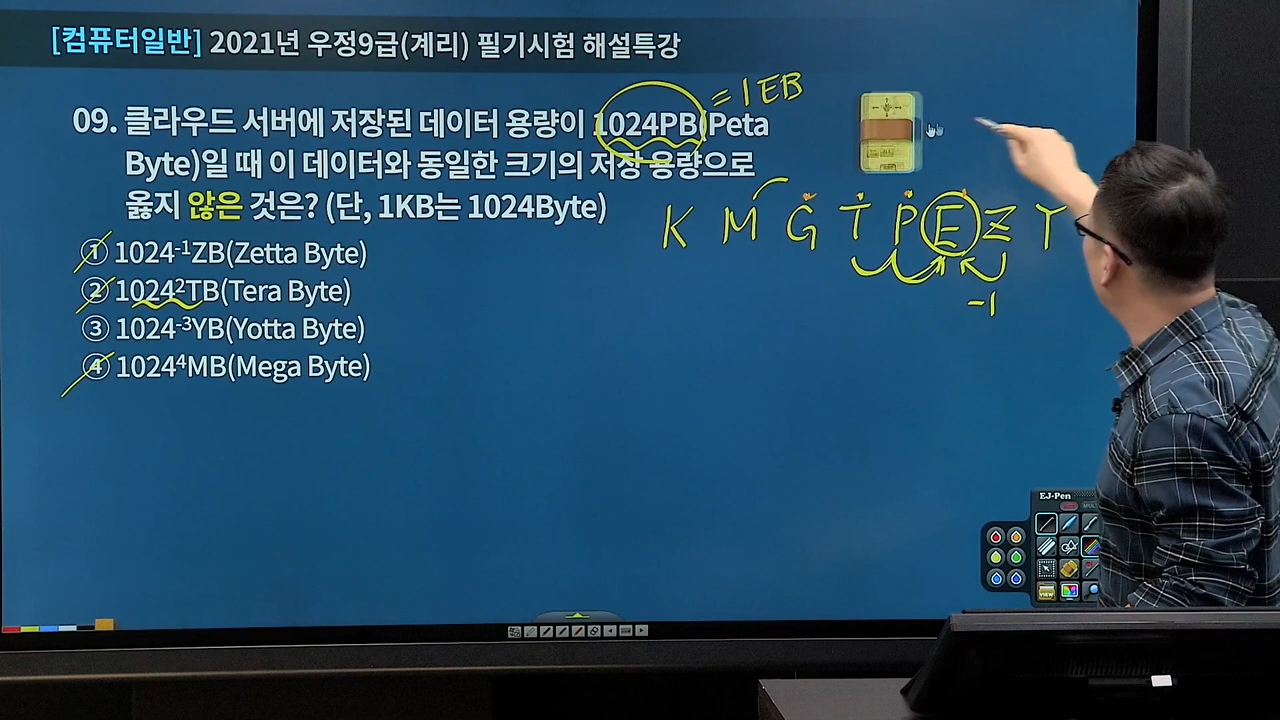 [컴퓨터일반] 2021년 우정9급(계리) 필기시험 해설특강
= 1 EB
09. 클라우드 서버에 저장된 데이터 용량이 1024PB(Peta
Byte)일 때 이 데이터와 동일한 크기의 저장 용량으로
옳지 않은 것은? (단, 1KB는 1024Byte)
K M G T P E Z Y
-1
① 1024⁻¹ZB(Zetta Byte)
② 1024²TB(Tera Byte)
③ 1024⁻³YB(Yotta Byte)
④ 1024⁴MB(Mega Byte)
EJ-Pen
VIEW